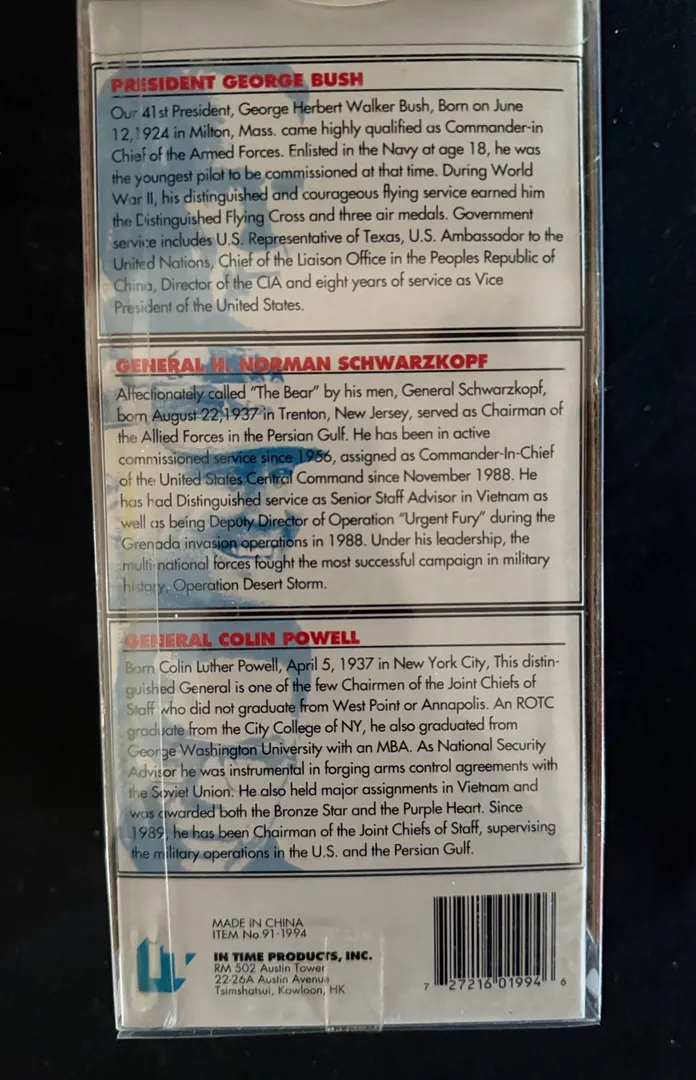 PRESIDENT GEORGE BUSH
Our 41st President, George Herbert Walker Bush, Born on June
12,1924 in Milton, Mass. came highly qualified as Commander-in
Chief of the Armed Forces. Enlisted in the Navy at age 18, he was
the youngest pilot to be commissioned at that time. During World
War II, his distinguished and courageous flying service earned him
the Distinguished Flying Cross and three air medals. Government
service includes U.S. Representative of Texas, U.S. Ambassador to the
United Nations, Chief of the Liaison Office in the Peoples Republic of
China, Director of the CIA and eight years of service as Vice
President of the United States.
GENERAL H. NORMAN SCHWARZKOPF
Affectionately called "The Bear" by his men, General Schwarzkopf,
born August 22,1937 in Trenton, New Jersey, served as Chairman of
the Allied Forces in the Persian Gulf. He has been in active
commissioned service since 1956, assigned as Commander-In-Chief
of the United States Central Command since November 1988. He
has had Distinguished service as Senior Staff Advisor in Vietnam as
well as being Deputy Director of Operation "Urgent Fury" during the
Grenada invasion operations in 1988. Under his leadership, the
multi-national forces fought the most successful campaign in military
history, Operation Desert Storm.
GENERAL COLIN POWELL
Born Colin Luther Powell, April 5, 1937 in New York City, This distin-
guished General is one of the few Chairmen of the Joint Chiefs of
Staff who did not graduate from West Point or Annapolis. An ROTC
graduate from the City College of NY, he also graduated from
George Washington University with an MBA. As National Security
Advisor he was instrumental in forging arms control agreements with
the Soviet Union. He also held major assignments in Vietnam and
was awarded both the Bronze Star and the Purple Heart. Since
1989, he has been Chairman of the Joint Chiefs of Staff, supervising
the military operations in the U.S. and the Persian Gulf.
MADE IN CHINA
ITEM No.91-1994
IN TIME PRODUCTS, INC.
RM 502 Austin Tower
22-26A Austin Avenue
Tsimshatsui, Kowloon, HK
7 27216 01994 6